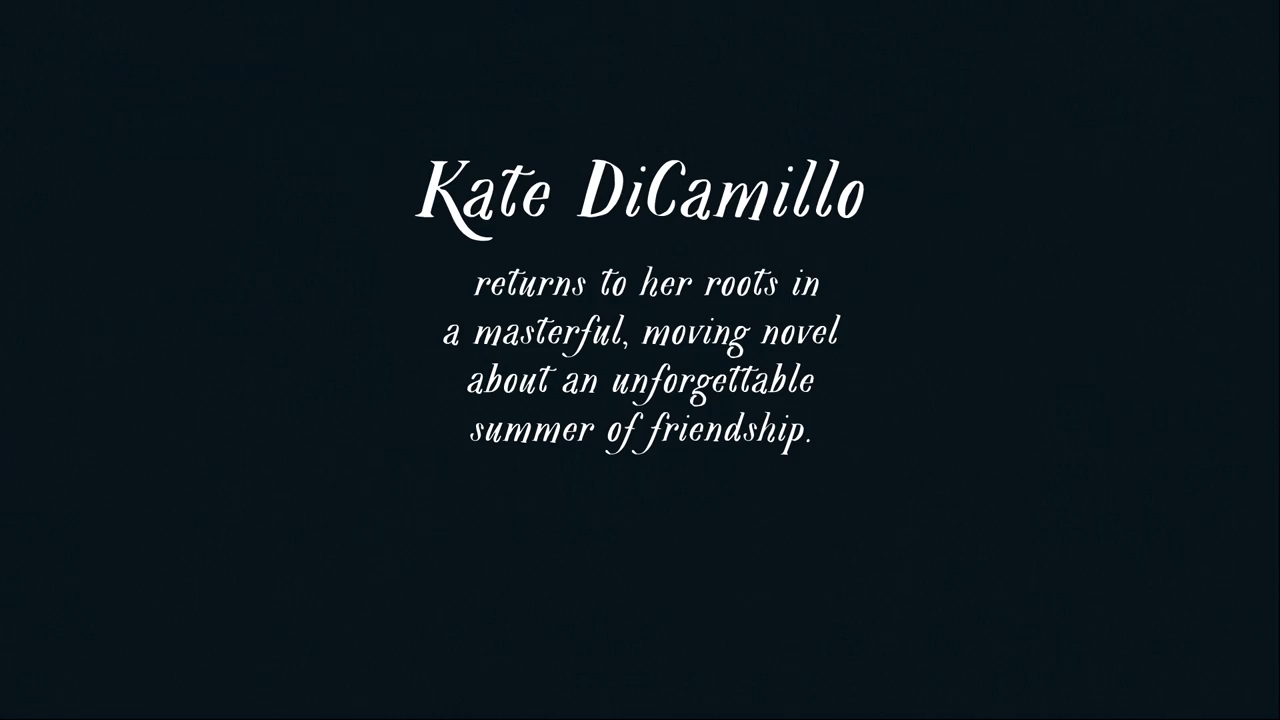 Kate DiCamillo
returns to her roots in
a masterful, moving novel
about an unforgettable
summer of friendship.